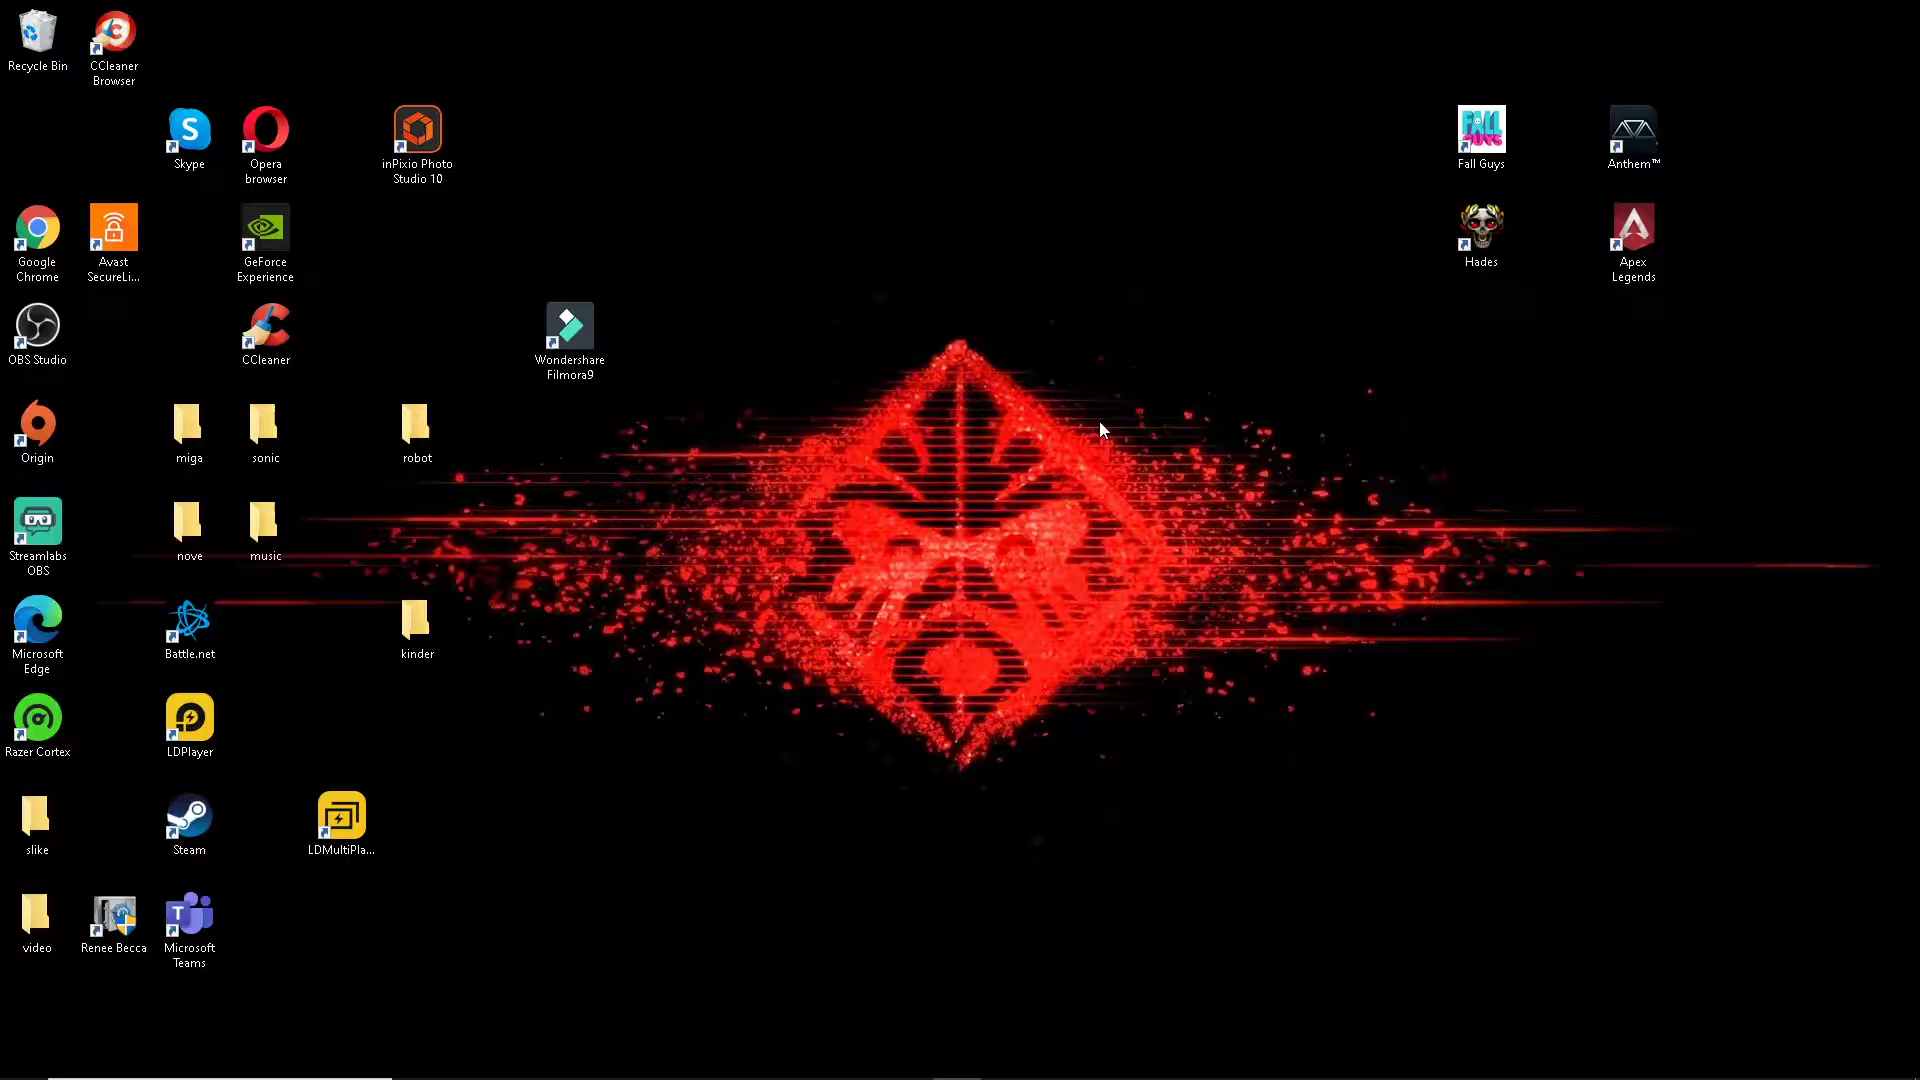 Recycle Bin
CCleaner
Browser
Skype
Opera
browser
inPixio Photo
Studio 10
FALL
GUYS
Fall Guys
Anthem™
Google
Chrome
Avast
SecureLi...
GeForce
Experience
Hades
Apex
Legends
OBS Studio
CCleaner
Wondershare
Filmora9
Origin
miga
sonic
robot
Streamlabs
OBS
nove
music
Microsoft
Edge
Battle.net
kinder
Razer Cortex
LDPlayer
slike
Steam
LDMultiPla...
video
Renee Becca
Microsoft
Teams